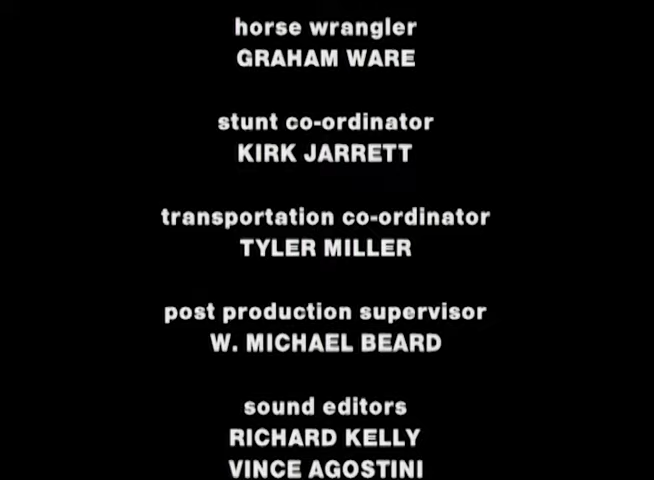 horse wrangler
GRAHAM WARE
stunt co-ordinator
KIRK JARRETT
transportation co-ordinator
TYLER MILLER
post production supervisor
W. MICHAEL BEARD
sound editors
RICHARD KELLY
VINCE AGOSTINI